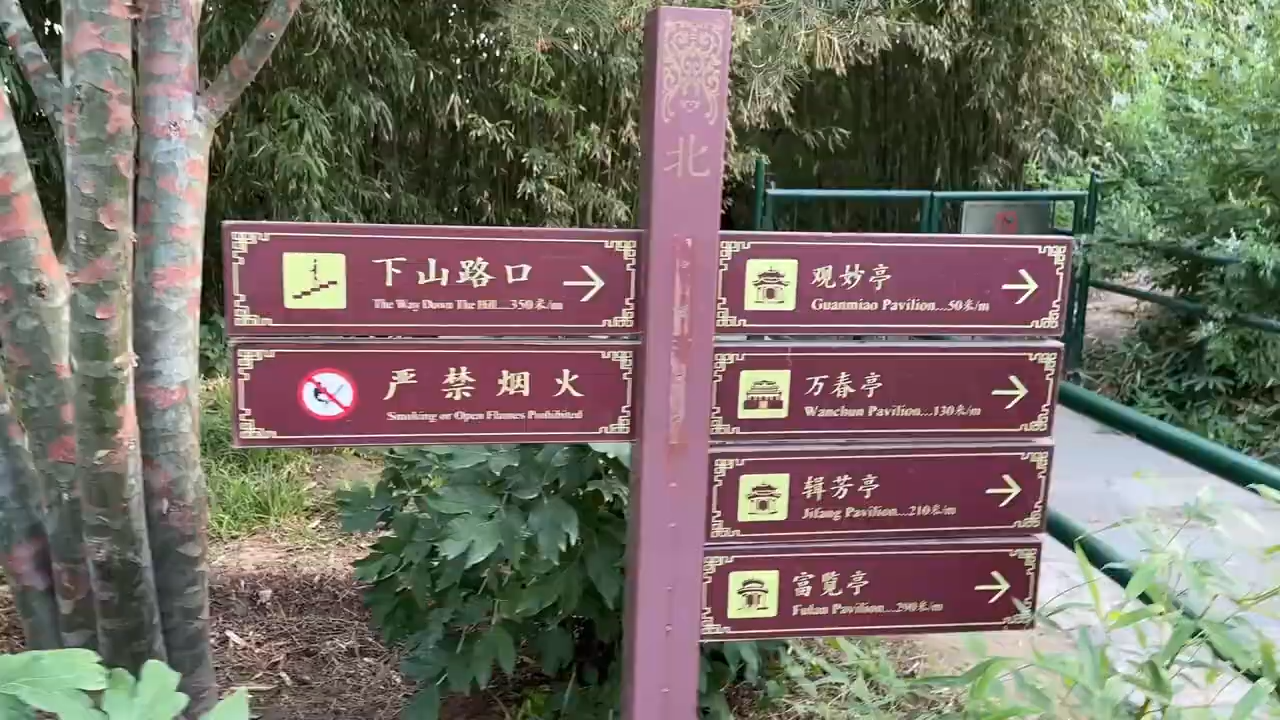 北
下山路口
The Way Down The Hill...350米/m
严禁烟火
Smoking or Open Flames Prohibited
观妙亭
Guanmiao Pavilion...50米/m
万春亭
Wanchun Pavilion...130米/m
辑芳亭
Jifang Pavilion...210米/m
富览亭
Fulan Pavilion...290米/m